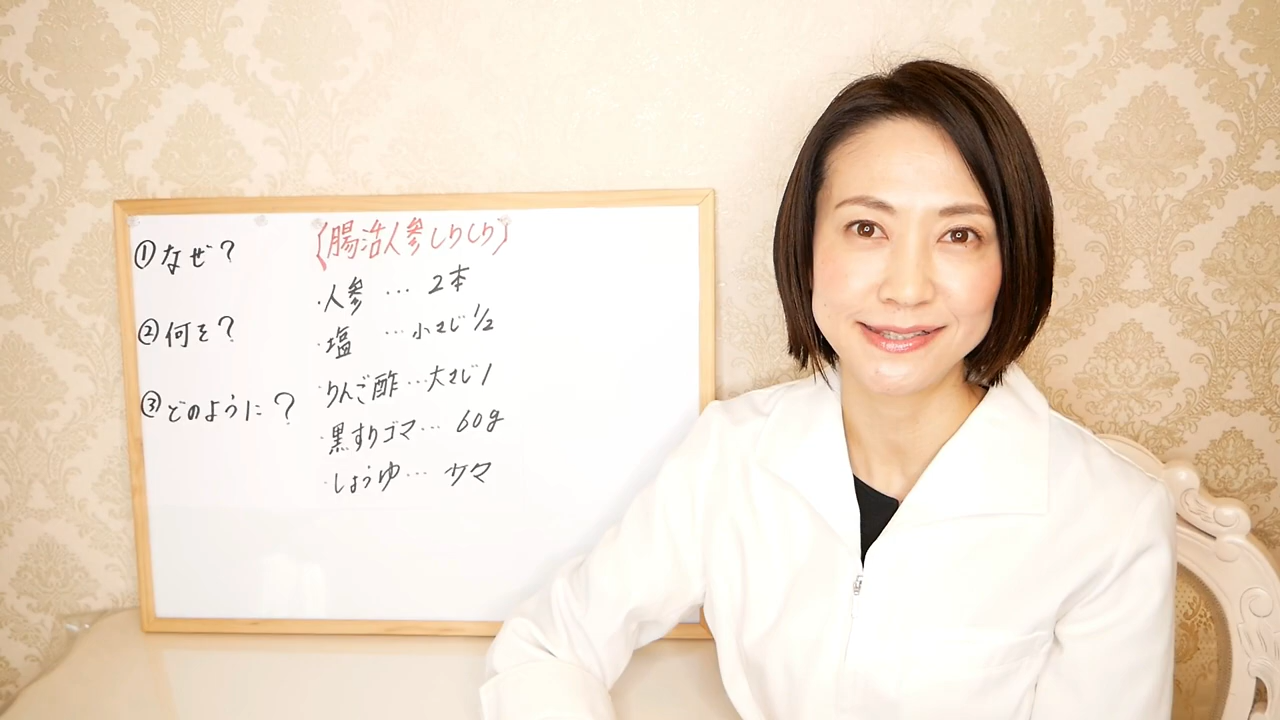 ①なぜ？
②何を？
③どのように？
{腸活人参しりしり}
・人参 … 2本
・塩 … 小さじ 1/2
・りんご酢 … 大さじ 1
・黒すりゴマ … 60g
・しょうゆ … 少々